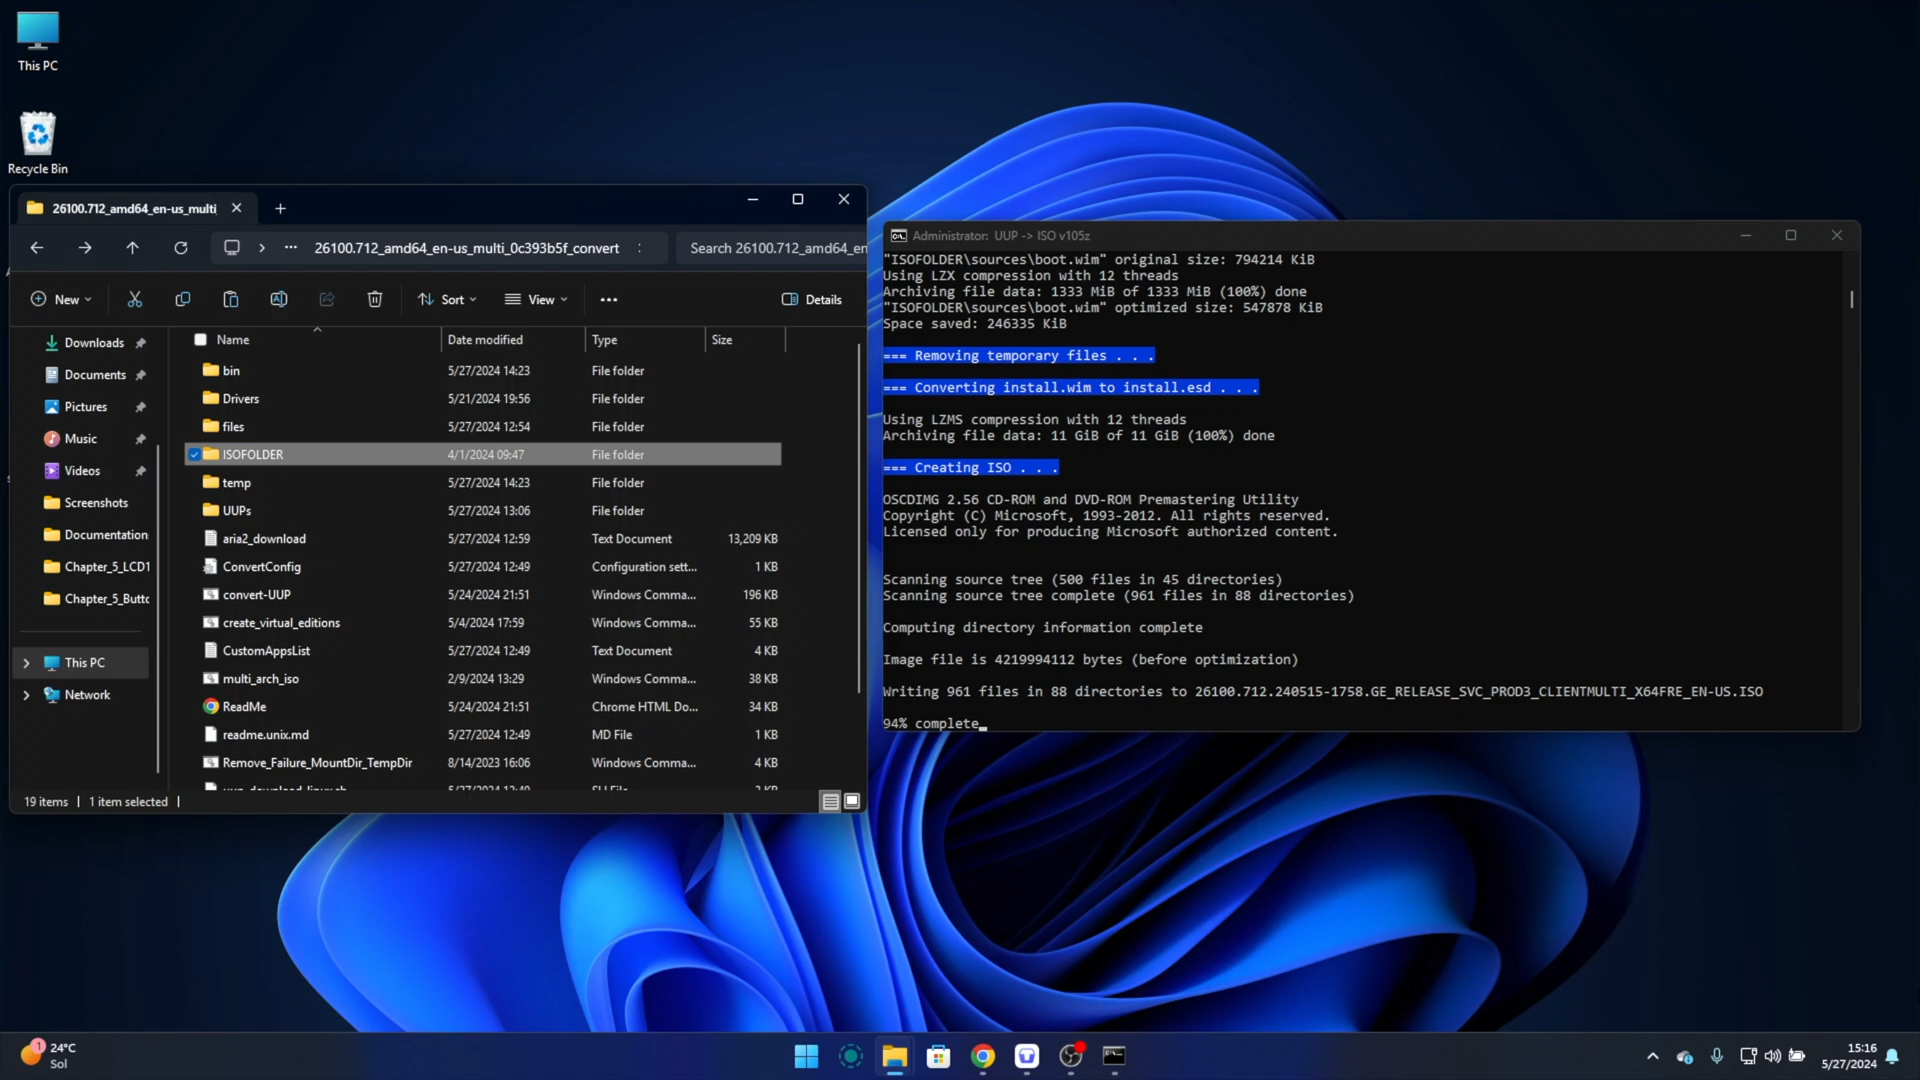 This PC
Recycle Bin
26100.712_amd64_en-us_multi
26100.712_amd64_en-us_multi_0c393b5f_convert
Search 26100.712_amd64_en
New
Sort
View
Details
Name Date modified Type Size
Downloads
Documents
Pictures
Music
Videos
Screenshots
Documentation
Chapter_5_LCD1
Chapter_5_Butto
This PC
Network
bin 5/27/2024 14:23 File folder
Drivers 5/21/2024 19:56 File folder
files 5/27/2024 12:54 File folder
ISOFOLDER 4/1/2024 09:47 File folder
temp 5/27/2024 14:23 File folder
UUPs 5/27/2024 13:06 File folder
aria2_download 5/27/2024 12:59 Text Document 13,209 KB
ConvertConfig 5/27/2024 12:49 Configuration sett... 1 KB
convert-UUP 5/24/2024 21:51 Windows Comma... 196 KB
create_virtual_editions 5/4/2024 17:59 Windows Comma... 55 KB
CustomAppsList 5/27/2024 12:49 Text Document 4 KB
multi_arch_iso 2/9/2024 13:29 Windows Comma... 38 KB
ReadMe 5/24/2024 21:51 Chrome HTML Do... 34 KB
readme.unix.md 5/27/2024 12:49 MD File 1 KB
Remove_Failure_MountDir_TempDir 8/14/2023 16:06 Windows Comma... 4 KB
19 items | 1 item selected |
Administrator: UUP -> ISO v105z
"ISOFOLDER\sources\boot.wim" original size: 794214 KiB
Using LZX compression with 12 threads
Archiving file data: 1333 MiB of 1333 MiB (100%) done
"ISOFOLDER\sources\boot.wim" optimized size: 547878 KiB
Space saved: 246335 KiB
=== Removing temporary files . . .
=== Converting install.wim to install.esd . . .
Using LZMS compression with 12 threads
Archiving file data: 11 GiB of 11 GiB (100%) done
=== Creating ISO . . .
OSCDIMG 2.56 CD-ROM and DVD-ROM Premastering Utility
Copyright (C) Microsoft, 1993-2012. All rights reserved.
Licensed only for producing Microsoft authorized content.
Scanning source tree (500 files in 45 directories)
Scanning source tree complete (961 files in 88 directories)
Computing directory information complete
Image file is 4219994112 bytes (before optimization)
Writing 961 files in 88 directories to 26100.712.240515-1758.GE_RELEASE_SVC_PROD3_CLIENTMULTI_X64FRE_EN-US.ISO
94% complete_
1
24°C
Sol
15:16
5/27/2024